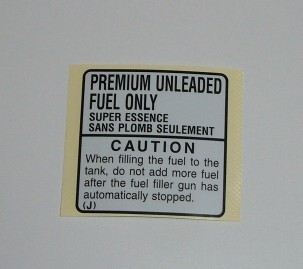 PREMIUM UNLEADED
FUEL ONLY
SUPER ESSENCE
SANS PLOMB SEULEMENT
CAUTION
When filling the fuel to the
tank, do not add more fuel
after the fuel filler gun has
automatically stopped.
(J)